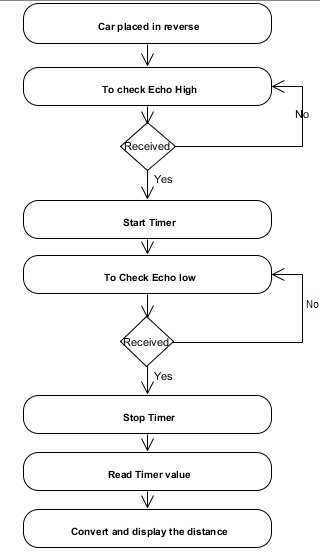 Car placed in reverse
To check Echo High
No
Received
Yes
Start Timer
To Check Echo low
No
Received
Yes
Stop Timer
Read Timer value
Convert and display the distance